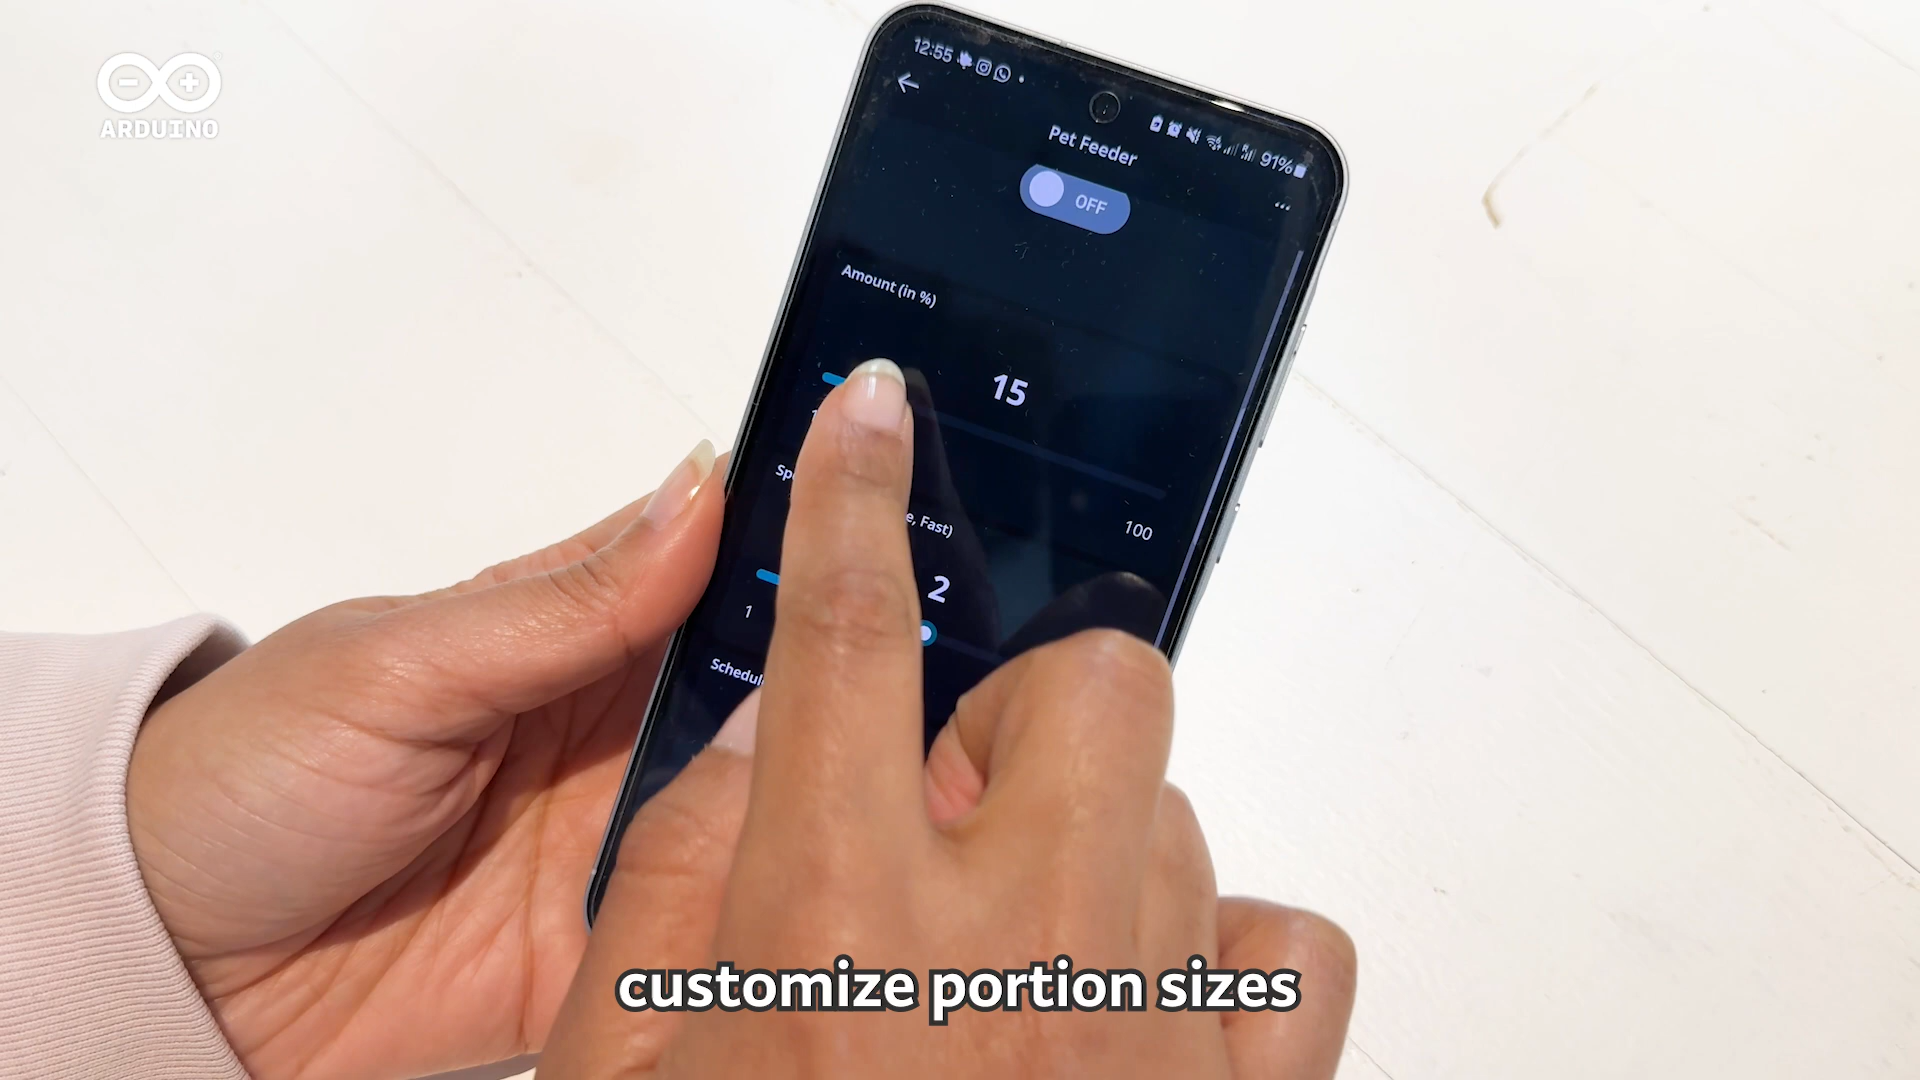 ARDUINO
12:55
91%
Pet Feeder
OFF
Amount (in %)
15
100
e, Fast)
2
1
customize portion sizes